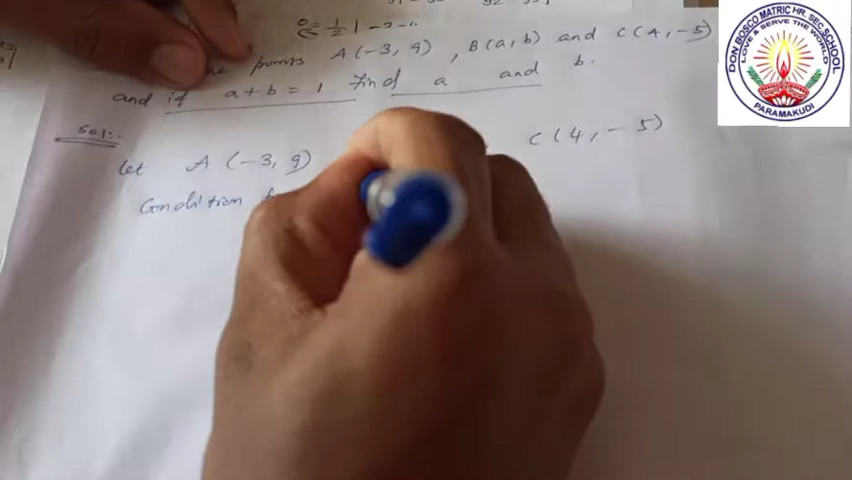 the points A(-3, 9) , B(a, b) and C(4, -5)
and if a+b = 1 find a and b.
Sol:-
let A (-3, 9) C (4, -5)
Condition
DON BOSCO MATRIC HR. SEC. SCHOOL
LOVE & SERVE THE WORLD
PARAMAKUDI